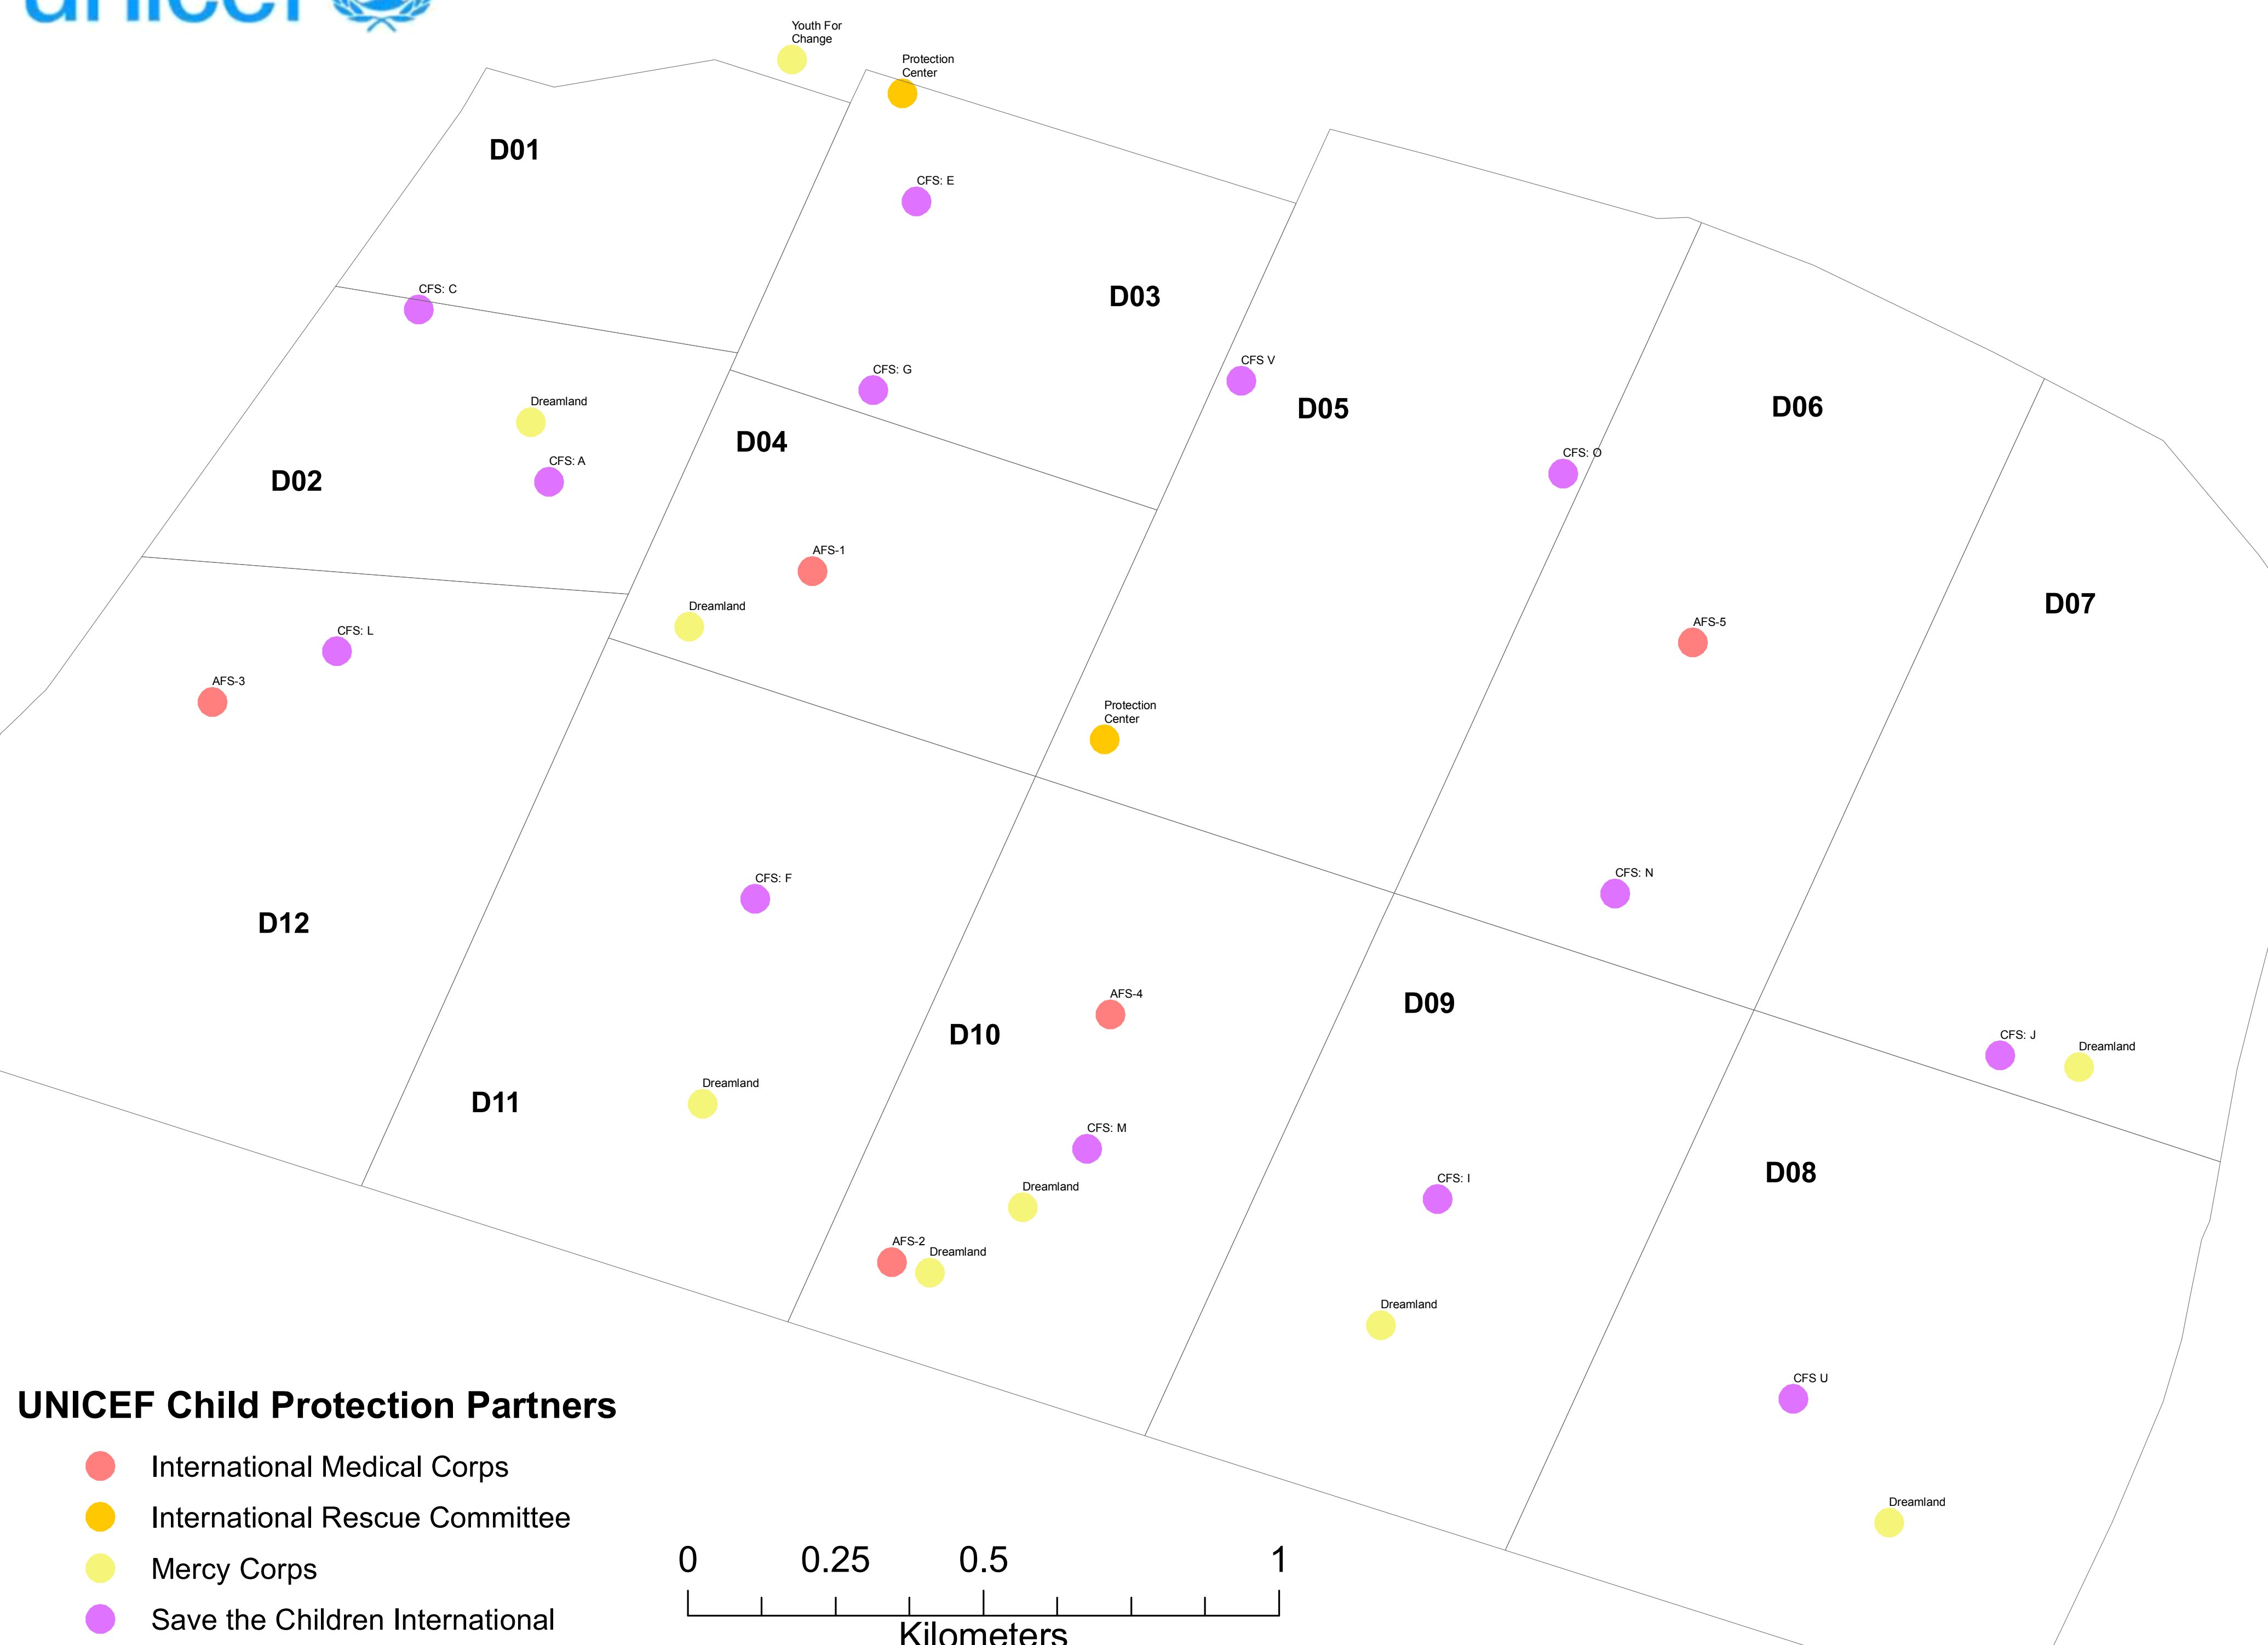 unicef
Youth For
Change
Protection
Center
D01
CFS: E
CFS: C
D03
CFS V
CFS: G
Dreamland
D05
D06
D04
CFS: O
CFS: A
D02
AFS-1
Dreamland
D07
AFS-5
CFS: L
AFS-3
Protection
Center
CFS: N
CFS: F
D12
AFS-4
D09
D10
CFS: J
Dreamland
Dreamland
D11
CFS: M
D08
CFS: I
Dreamland
AFS-2
Dreamland
Dreamland
CFS U
Dreamland
UNICEF Child Protection Partners
International Medical Corps
International Rescue Committee
Mercy Corps
Save the Children International
0 0.25 0.5 1
Kilometers